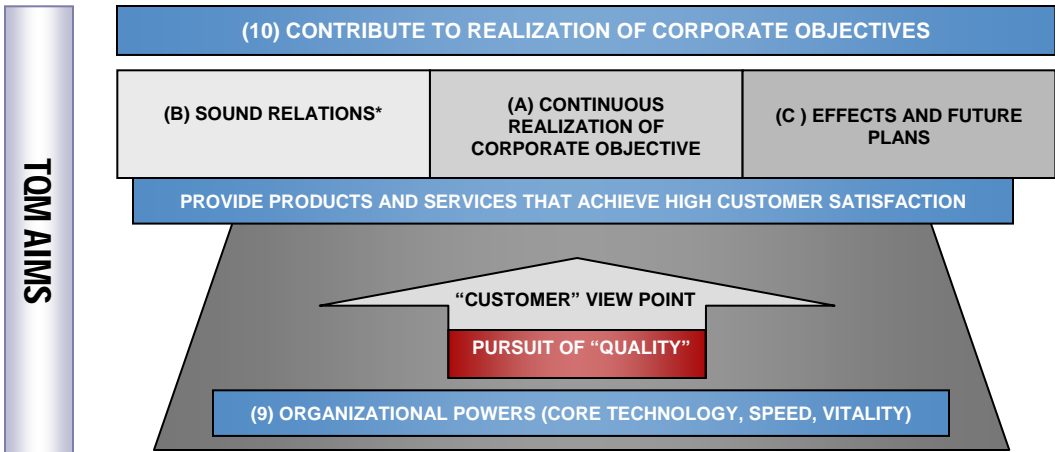 TQM AIMS
(10) CONTRIBUTE TO REALIZATION OF CORPORATE OBJECTIVES
(B) SOUND RELATIONS*
(A) CONTINUOUS
REALIZATION OF
CORPORATE OBJECTIVE
(C ) EFFECTS AND FUTURE
PLANS
PROVIDE PRODUCTS AND SERVICES THAT ACHIEVE HIGH CUSTOMER SATISFACTION
“CUSTOMER” VIEW POINT
PURSUIT OF “QUALITY”
(9) ORGANIZATIONAL POWERS (CORE TECHNOLOGY, SPEED, VITALITY)